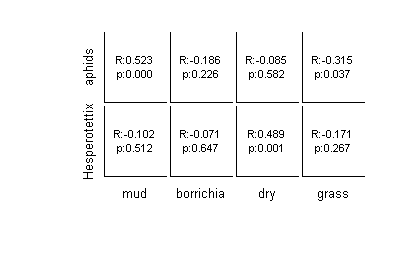 aphids
R:0.523 R:-0.186 R:-0.085 R:-0.315
p:0.000 p:0.226 p:0.582 p:0.037
Hesperotettix
R:-0.102 R:-0.071 R:0.489 R:-0.171
p:0.512 p:0.647 p:0.001 p:0.267
mud borrichia dry grass